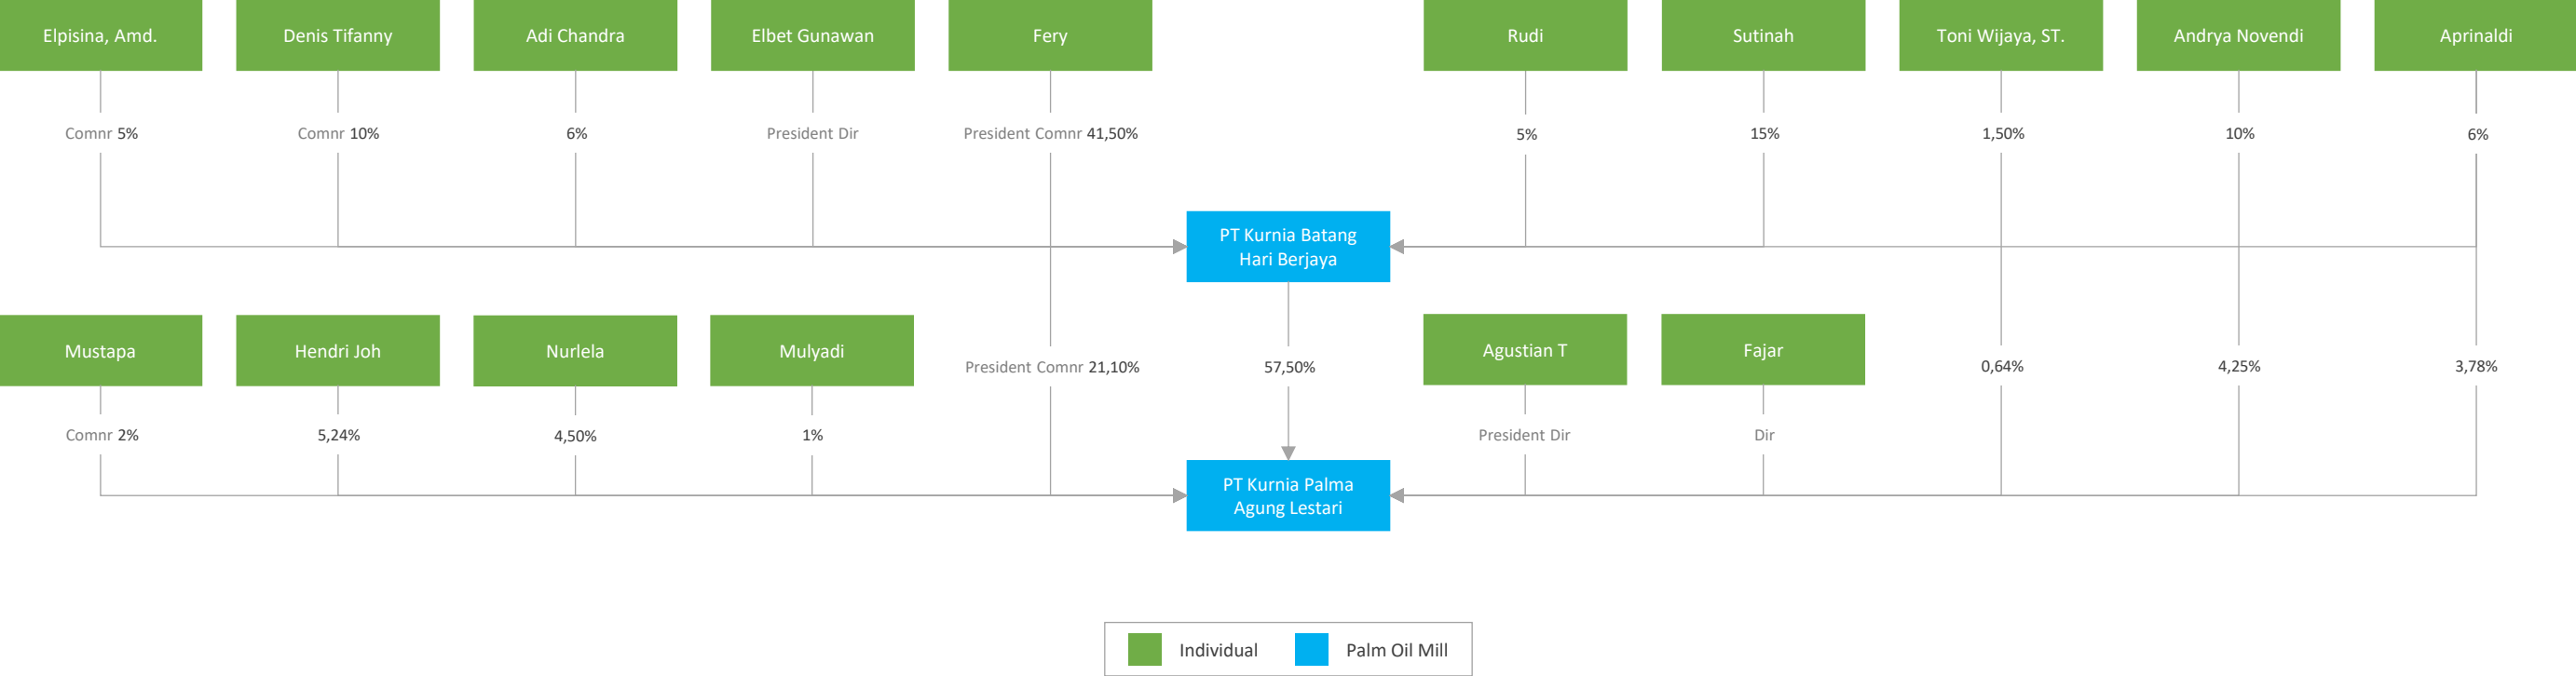 Elpisina, Amd.
Denis Tifanny
Adi Chandra
Elbet Gunawan
Fery
Rudi
Sutinah
Toni Wijaya, ST.
Andrya Novendi
Aprinaldi
Comnr 5%
Comnr 10%
6%
President Dir
President Comnr 41,50%
5%
15%
1,50%
10%
6%
PT Kurnia Batang
Hari Berjaya
Mustapa
Hendri Joh
Nurlela
Mulyadi
President Comnr 21,10%
57,50%
Agustian T
Fajar
0,64%
4,25%
3,78%
Comnr 2%
5,24%
4,50%
1%
President Dir
Dir
PT Kurnia Palma
Agung Lestari
Individual
Palm Oil Mill